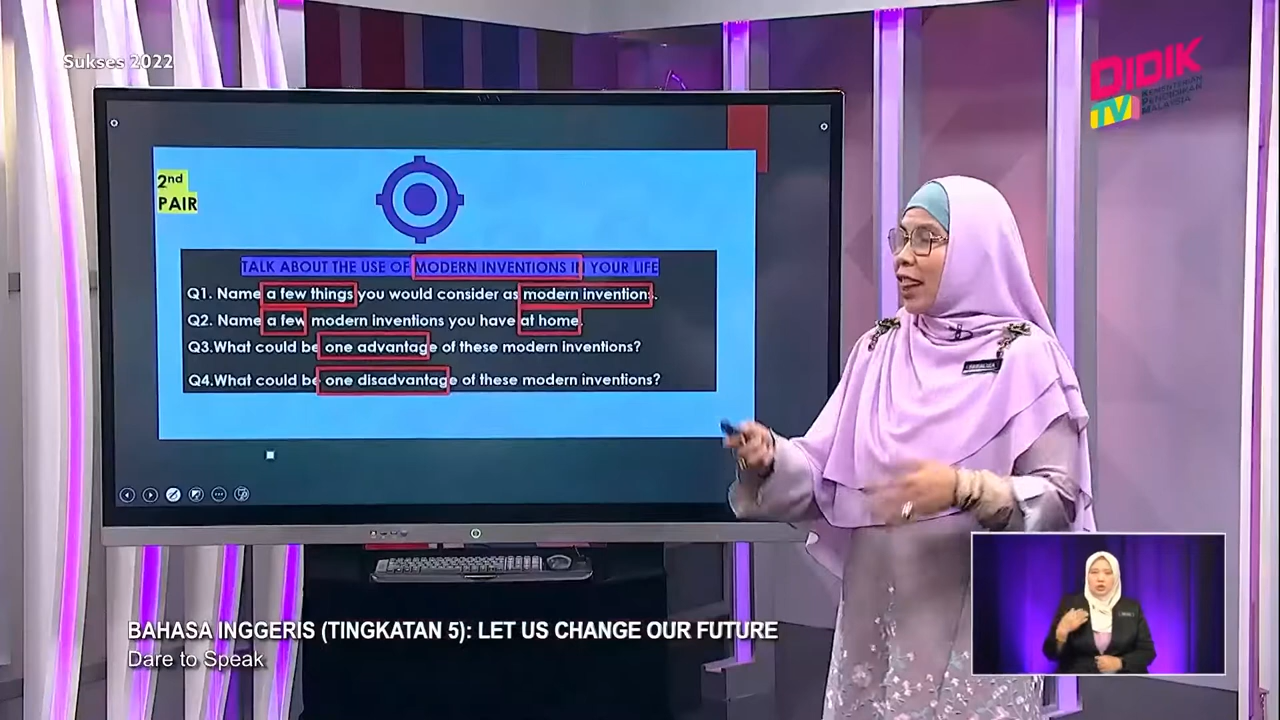 Sukses 2022
DIDIK
TV
KEMENTERIAN
PENDIDIKAN
MALAYSIA
2nd
PAIR
TALK ABOUT THE USE OF MODERN INVENTIONS IN YOUR LIFE
Q1. Name a few things you would consider as modern inventions.
Q2. Name a few modern inventions you have at home.
Q3.What could be one advantage of these modern inventions?
Q4.What could be one disadvantage of these modern inventions?
BAHASA INGGERIS (TINGKATAN 5): LET US CHANGE OUR FUTURE
Dare to Speak